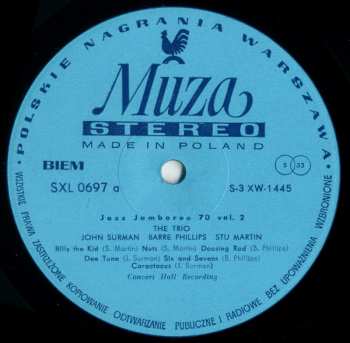 POLSKIE NAGRANIA WARSZAWA
Muza
STEREO
MADE IN POLAND
BIEM
S 33
SXL 0697 a
S-3 XW-1445
Jazz Jamboree 70 vol. 2
THE TRIO
JOHN SURMAN BARRE PHILLIPS STU MARTIN
Billy the Kid (S. Martin) Nuts (S. Martin) Dousing Rod (B. Phillips)
Dee Tune (J. Surman) Six and Sevens (B. Phillips)
Caractacus (J. Surman)
Concert Hall Recording
WSZYSTKIE PRAWA ZASTRZEŻONE KOPIOWANIE ODTWARZANIE PUBLICZNE I RADIOWE BEZ UPOWAŻNIENIA WZBRONIONE